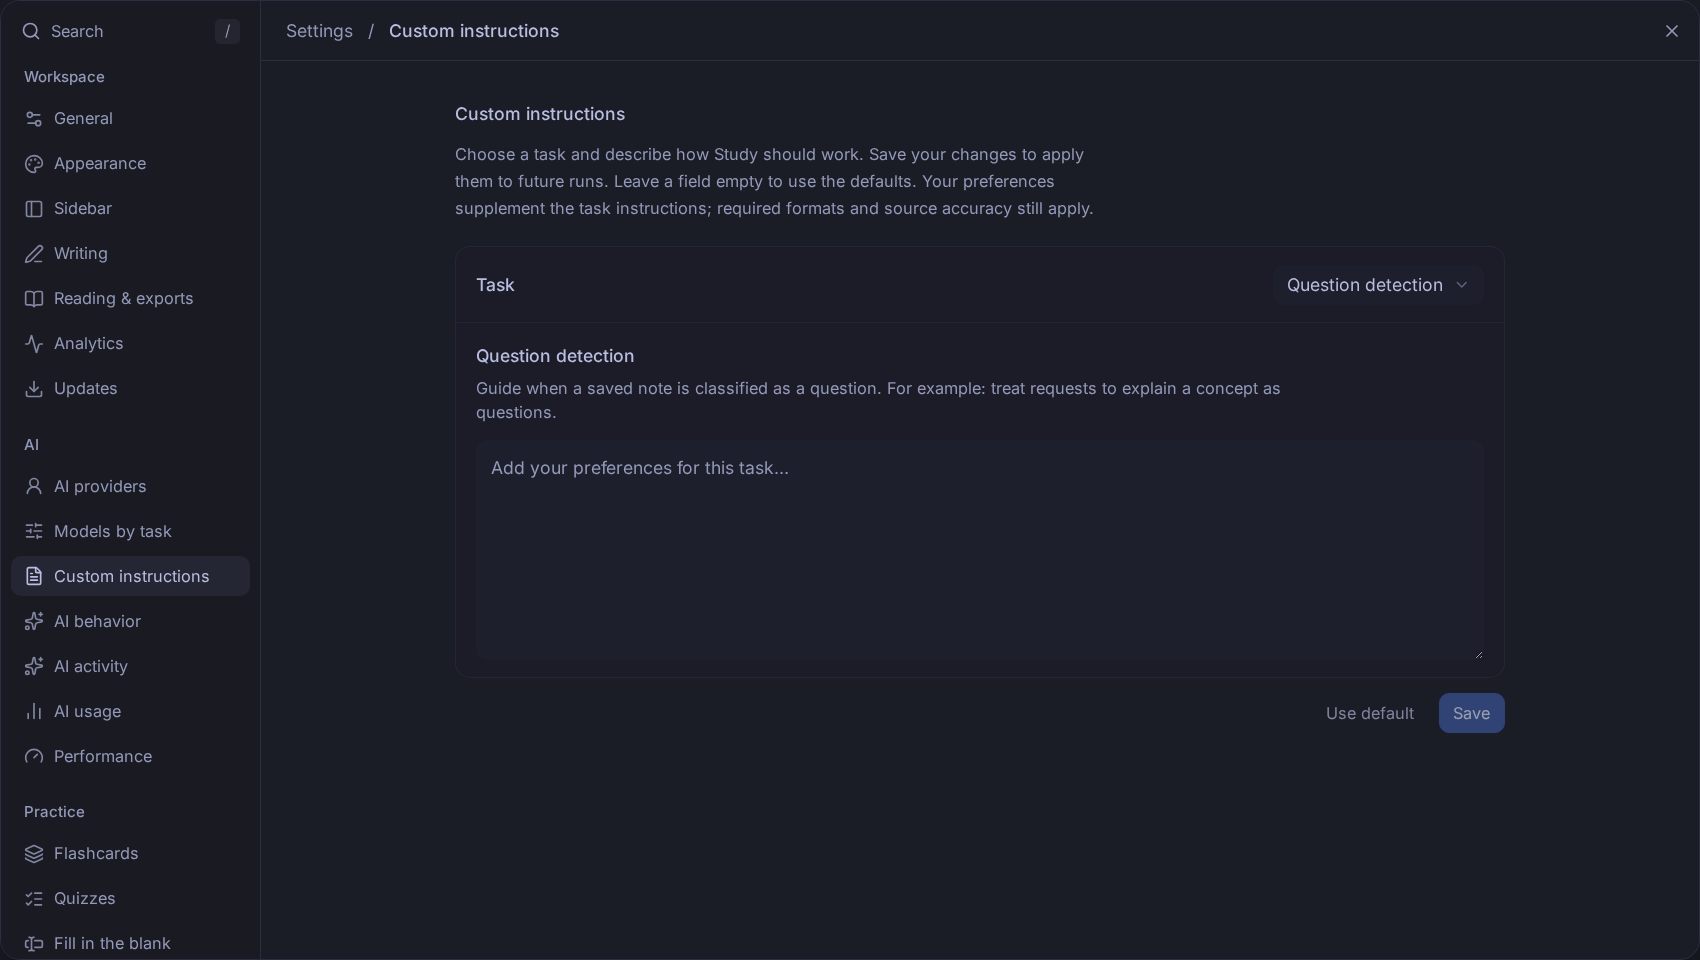 Search /
Workspace
General
Appearance
Sidebar
Writing
Reading & exports
Analytics
Updates
AI
AI providers
Models by task
Custom instructions
AI behavior
AI activity
AI usage
Performance
Practice
Flashcards
Quizzes
Fill in the blank
Settings / Custom instructions
Custom instructions
Choose a task and describe how Study should work. Save your changes to apply
them to future runs. Leave a field empty to use the defaults. Your preferences
supplement the task instructions; required formats and source accuracy still apply.
Task
Question detection
Question detection
Guide when a saved note is classified as a question. For example: treat requests to explain a concept as
questions.
Add your preferences for this task...
Use default
Save